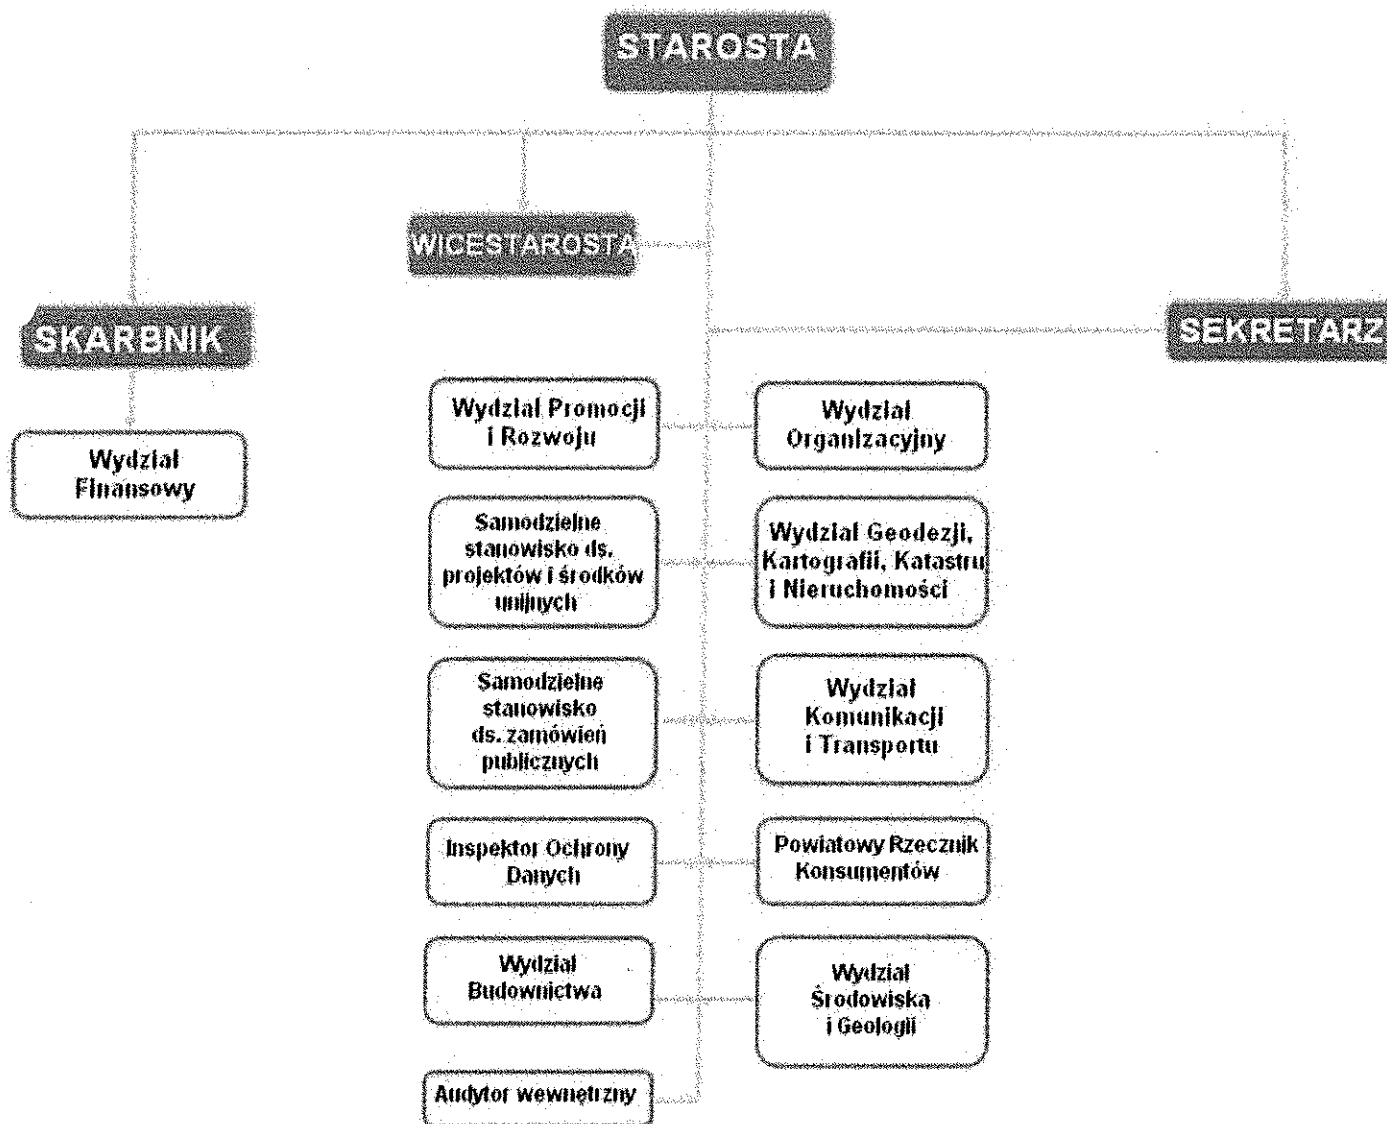 STAROSTA
WICESTAROSTA
SKARBNIK
SEKRETARZ
Wydział Promocji
i Rozwoju
Wydział
Organizacyjny
Wydział
Finansowy
Samodzielne
stanowisko ds.
projektów i środków
unijnych
Wydział Geodezji,
Kartografii, Katastru
i Nieruchomości
Samodzielne
stanowisko
ds. zamówień
publicznych
Wydział
Komunikacji
i Transportu
Inspektor Ochrony
Danych
Powiatowy Rzecznik
Konsumentów
Wydział
Budownictwa
Wydział
Środowiska
i Geologii
Audytor wewnętrzny